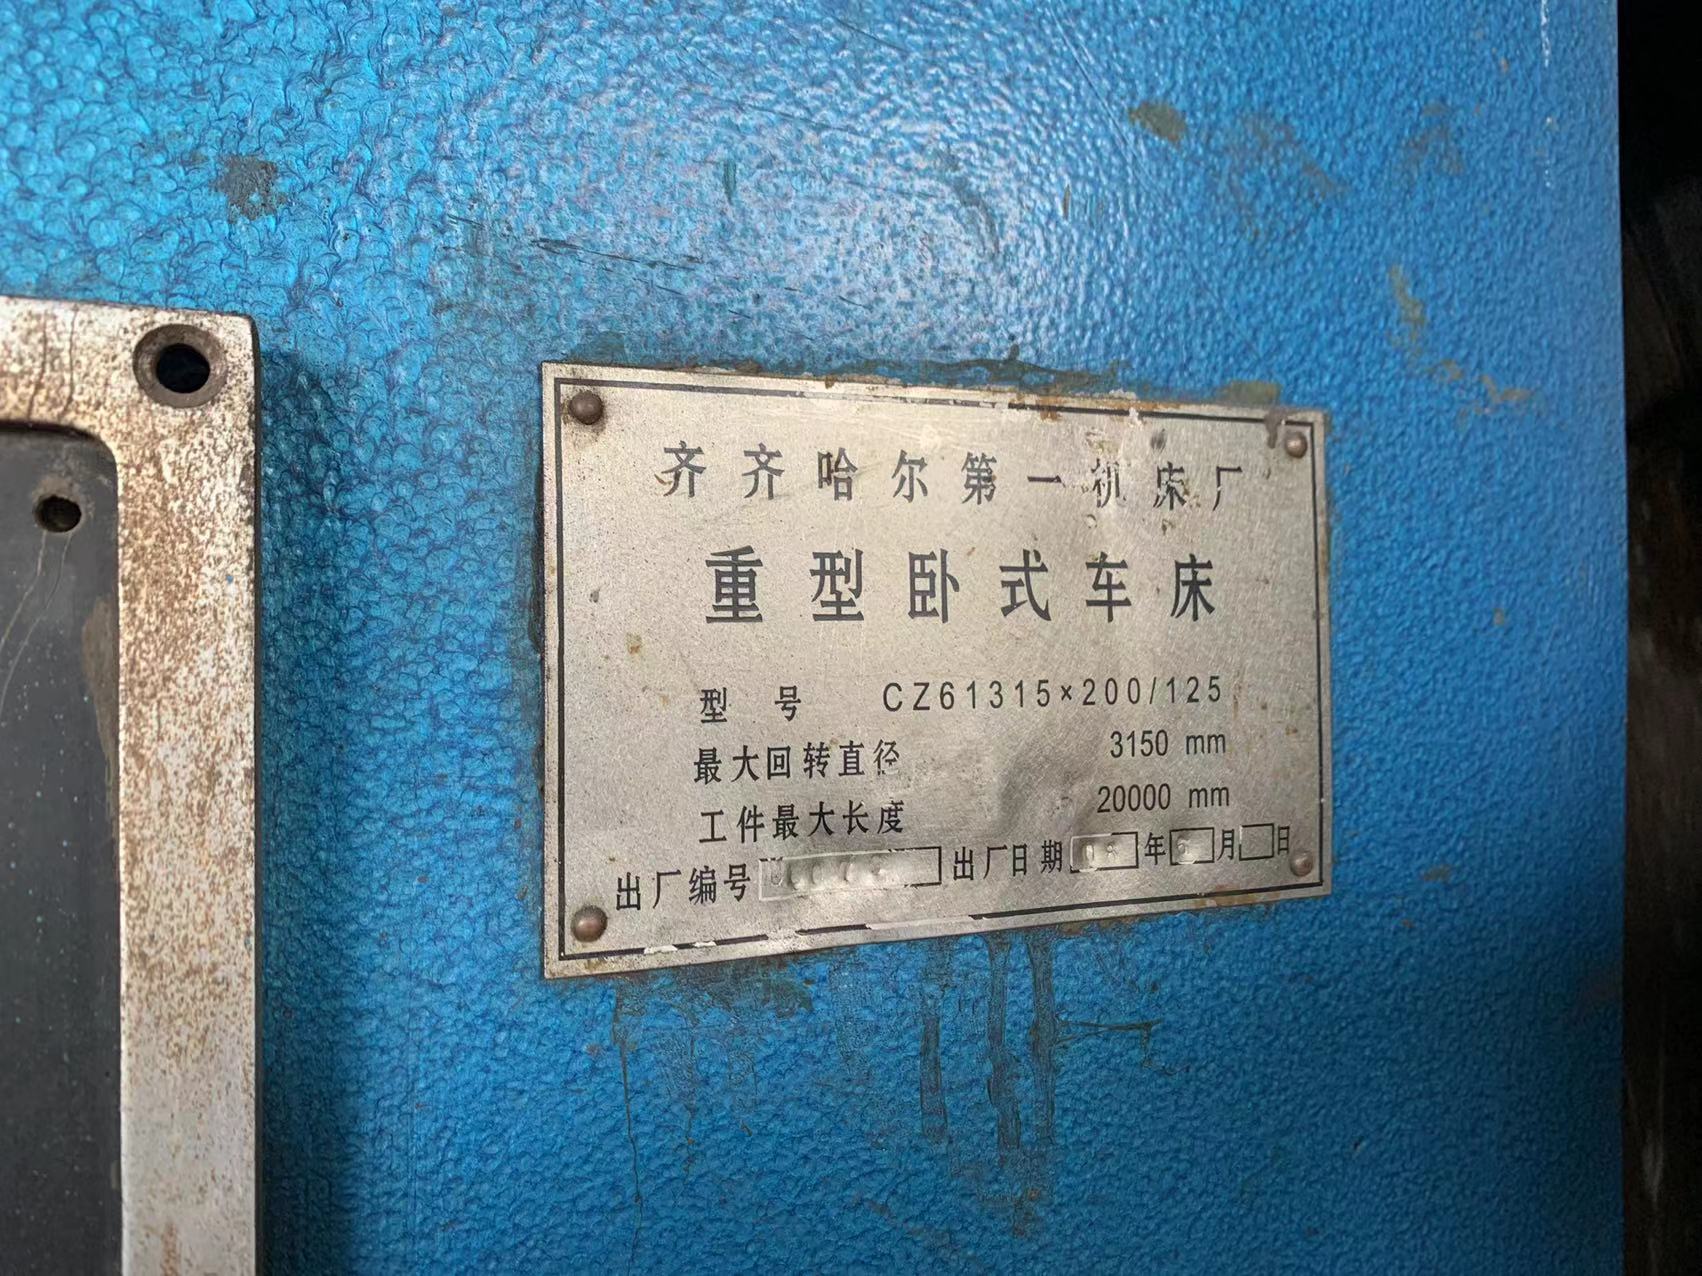 齐齐哈尔第一机床厂
重型卧式车床
型号 CZ61315×200/125
最大回转直径 3150 mm
工件最大长度 20000 mm
出厂编号 出厂日期 08 年 6 月 日